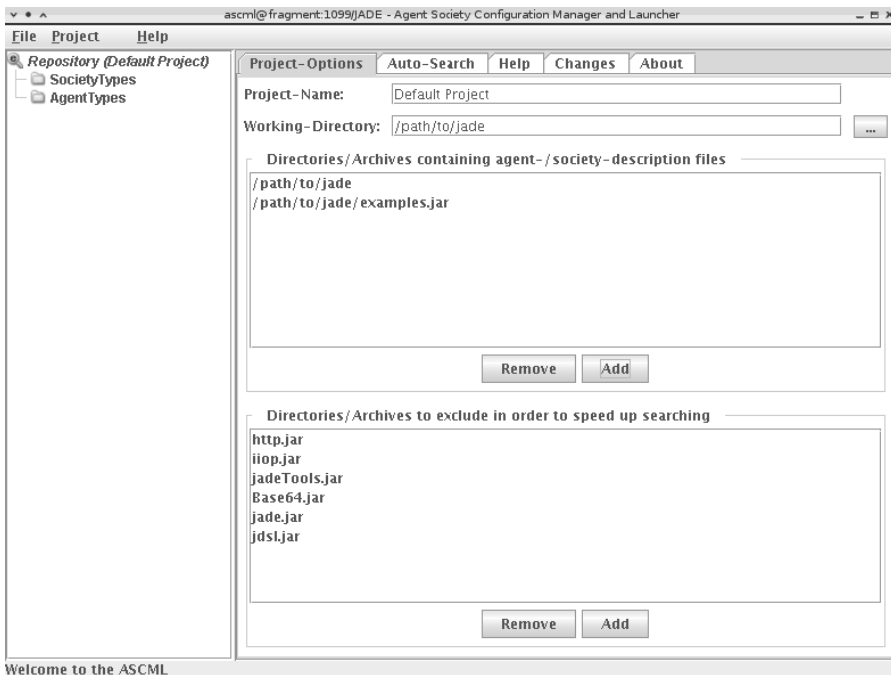 ascml@fragment:1099/JADE - Agent Society Configuration Manager and Launcher
File Project Help
Repository (Default Project)
SocietyTypes
AgentTypes
Project-Options Auto-Search Help Changes About
Project-Name: Default Project
Working-Directory: /path/to/jade ...
Directories/Archives containing agent-/society-description files
/path/to/jade
/path/to/jade/examples.jar
Remove Add
Directories/Archives to exclude in order to speed up searching
http.jar
iiop.jar
jadeTools.jar
Base64.jar
jade.jar
jdsl.jar
Remove Add
Welcome to the ASCML